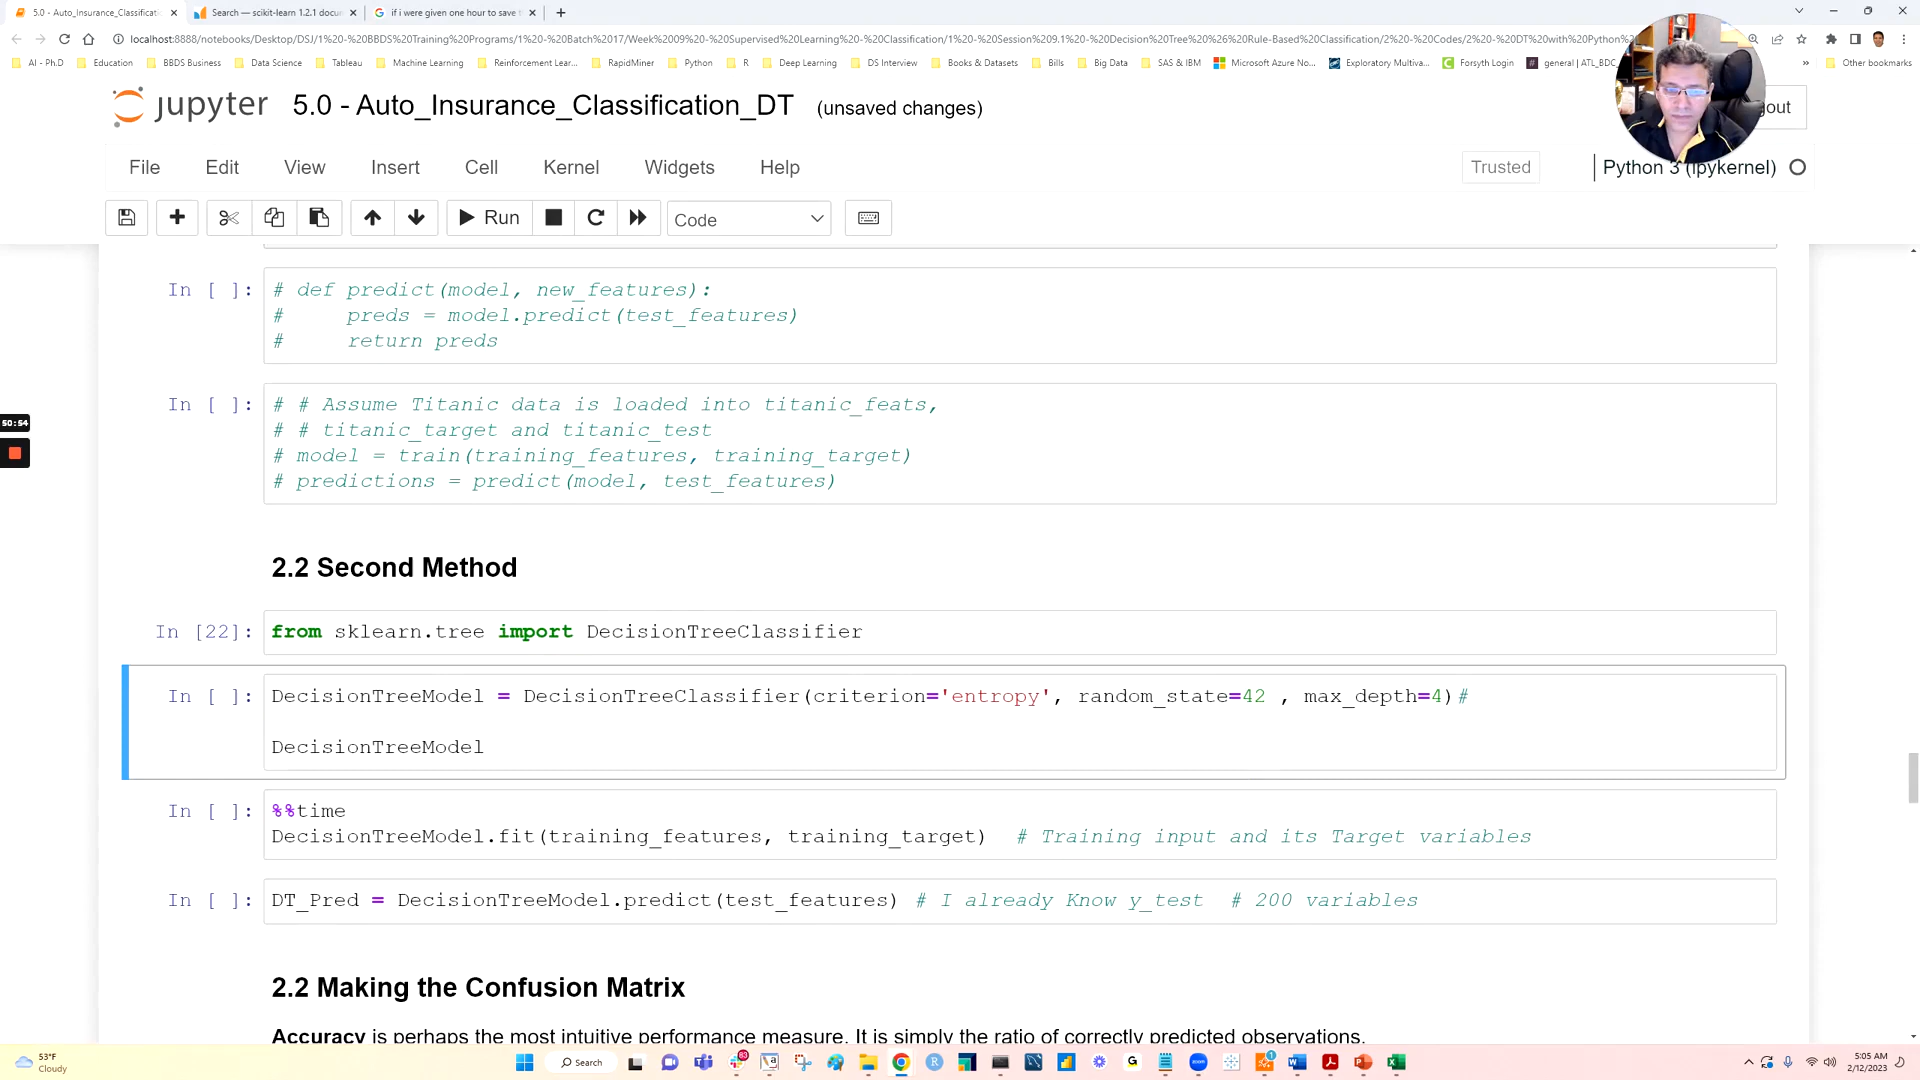 5.0 - Auto_Insurance_Classificati
Search — scikit-learn 1.2.1 docu
if i were given one hour to save t
localhost:8888/notebooks/Desktop/DSJ/1%20-%20BBDS%20Training%20Programs/1%20-%20Batch%2017/Week%2009%20-%20Supervised%20Learning%20-%20Classification/1%20-%20Session%209.1%20-%20Decision%20Tree%20%26%20Rule-Based%20Classification/2%20-%20Codes/2%20-%20DT%20with%20Python%
AI - Ph.D
Education
BBDS Business
Data Science
Tableau
Machine Learning
Reinforcement Lear...
RapidMiner
Python
R
Deep Learning
DS Interview
Books & Datasets
Bills
Big Data
SAS & IBM
Microsoft Azure No...
Exploratory Multiva...
Forsyth Login
general | ATL_BDC_
»
Other bookmarks
jupyter 5.0 - Auto_Insurance_Classification_DT (unsaved changes)
File Edit View Insert Cell Kernel Widgets Help
Trusted
Python 3 (ipykernel)
Run
Code
In [ ]: # def predict(model, new_features):
#     preds = model.predict(test_features)
#     return preds
In [ ]: # # Assume Titanic data is loaded into titanic_feats,
# # titanic_target and titanic_test
# model = train(training_features, training_target)
# predictions = predict(model, test_features)
50:54
2.2 Second Method
In [22]: from sklearn.tree import DecisionTreeClassifier
In [ ]: DecisionTreeModel = DecisionTreeClassifier(criterion='entropy', random_state=42 , max_depth=4)#
DecisionTreeModel
In [ ]: %%time
DecisionTreeModel.fit(training_features, training_target)  # Training input and its Target variables
In [ ]: DT_Pred = DecisionTreeModel.predict(test_features) # I already Know y_test  # 200 variables
2.2 Making the Confusion Matrix
Accuracy is perhaps the most intuitive performance measure. It is simply the ratio of correctly predicted observations.
53°F
Cloudy
Search
83
1
5:05 AM
2/12/2023